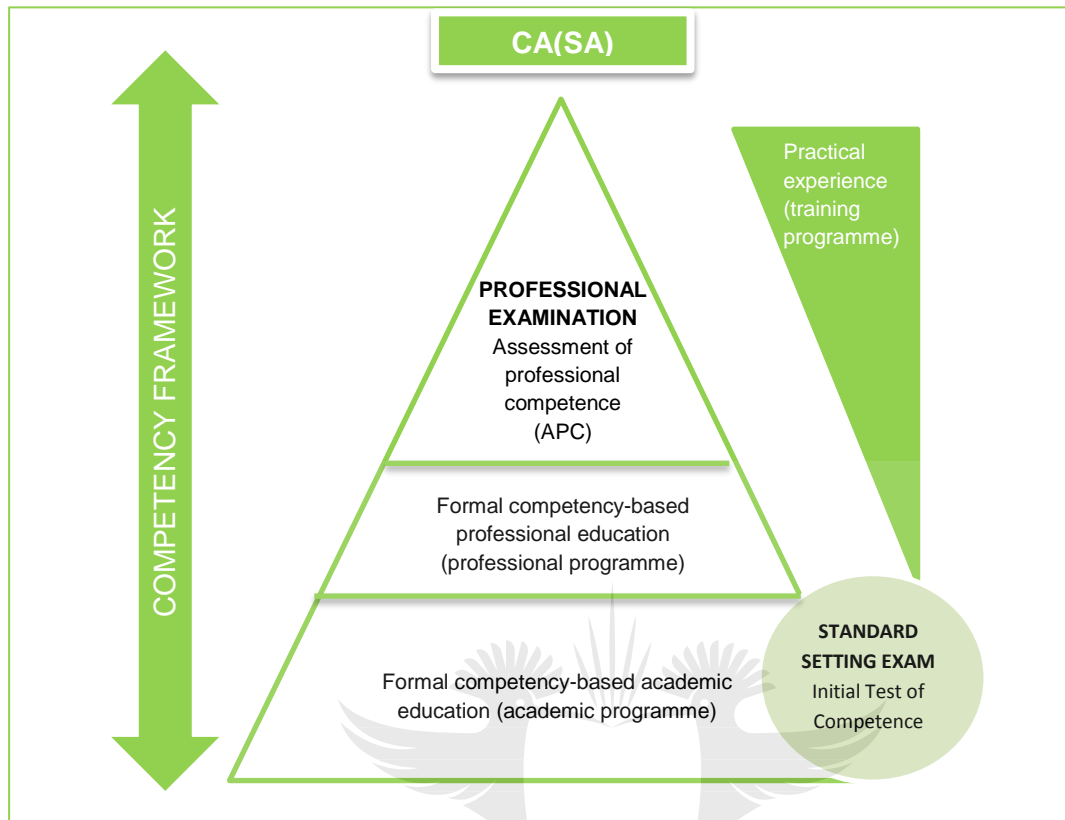 CA(SA)
COMPETENCY FRAMEWORK
Practical
experience
(training
programme)
PROFESSIONAL
EXAMINATION
Assessment of
professional
competence
(APC)
Formal competency-based
professional education
(professional programme)
Formal competency-based academic
education (academic programme)
STANDARD
SETTING EXAM
Initial Test of
Competence